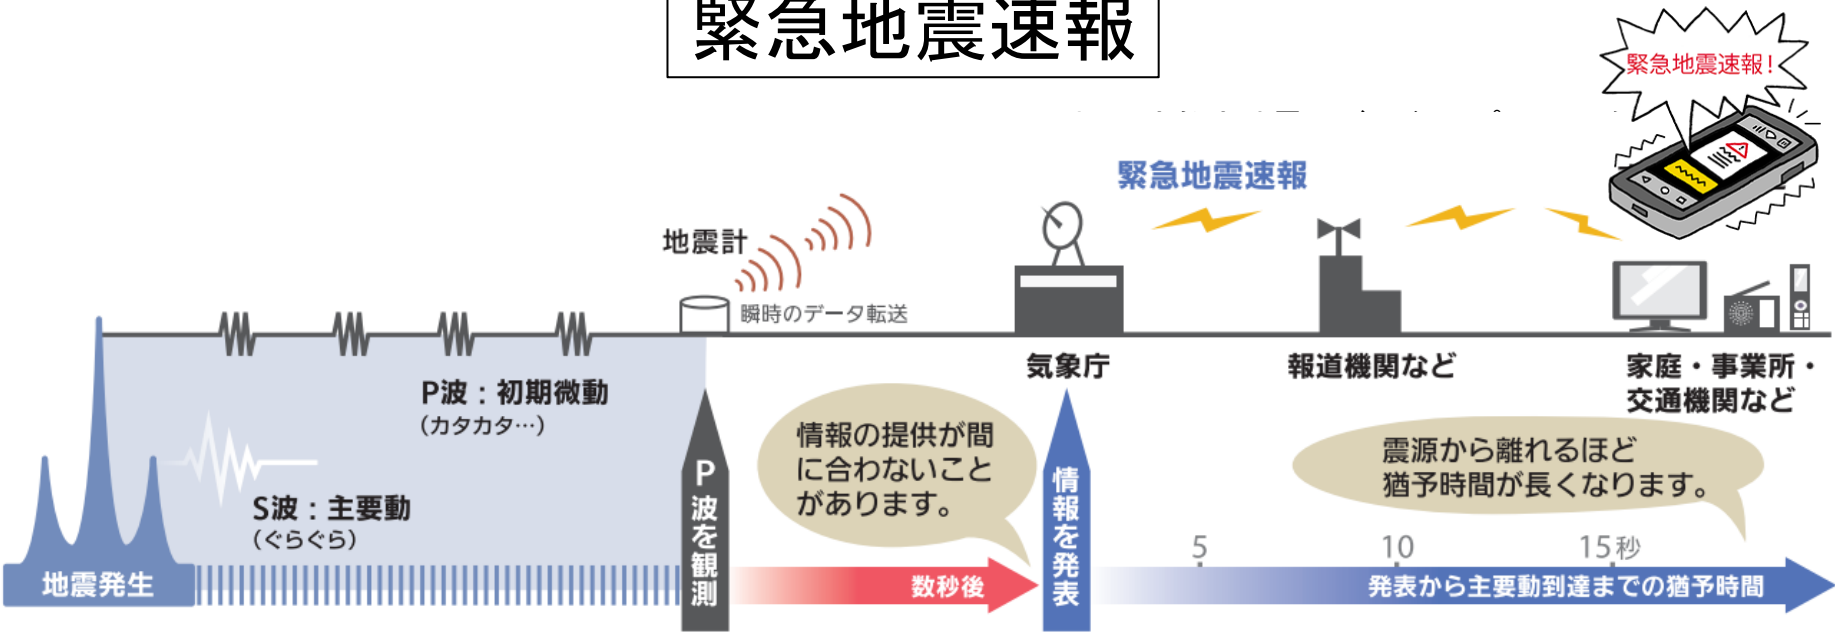 緊急地震速報
緊急地震速報!
緊急地震速報
地震計
瞬時のデータ転送
気象庁
報道機関など
家庭・事業所・
交通機関など
P波：初期微動
(カタカタ…)
S波：主要動
(ぐらぐら)
地震発生
P波を観測
情報の提供が間
に合わないこと
があります。
数秒後
情報を発表
震源から離れるほど
猶予時間が長くなります。
5
10
15秒
発表から主要動到達までの猶予時間